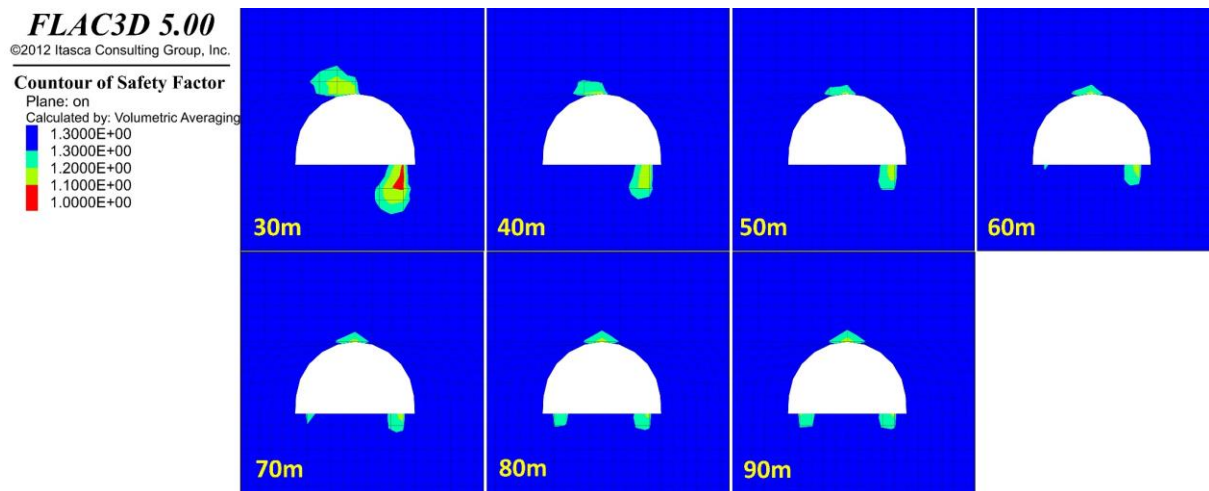 FLAC3D 5.00
©2012 Itasca Consulting Group, Inc.
Countour of Safety Factor
Plane: on
Calculated by: Volumetric Averaging
1.3000E+00
1.3000E+00
1.2000E+00
1.1000E+00
1.0000E+00
30m
40m
50m
60m
70m
80m
90m